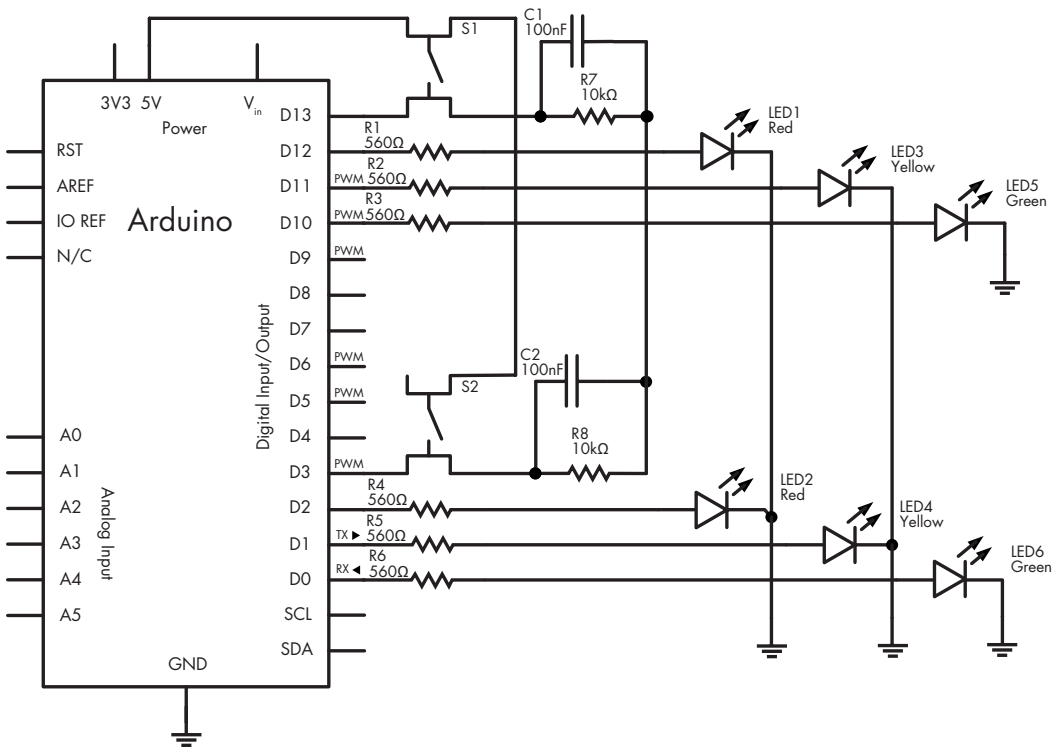 C1
100nF
S1
R7
10kΩ
3V3 5V
V in
Power
D13
LED1
Red
R1
560Ω
RST
D12
LED3
Yellow
R2
AREF
D11
PWM 560Ω
R3
LED5
Green
IO REF
Arduino
D10
PWM 560Ω
N/C
D9
PWM
D8
Digital Input/Output
D7
D6
PWM
C2
100nF
D5
PWM
S2
A0
D4
R8
10kΩ
A1
D3
PWM
Analog Input
R4
560Ω
LED2
Red
A2
D2
R5
LED4
Yellow
A3
D1
TX ▶ 560Ω
R6
LED6
Green
A4
D0
RX ◀ 560Ω
A5
SCL
SDA
GND